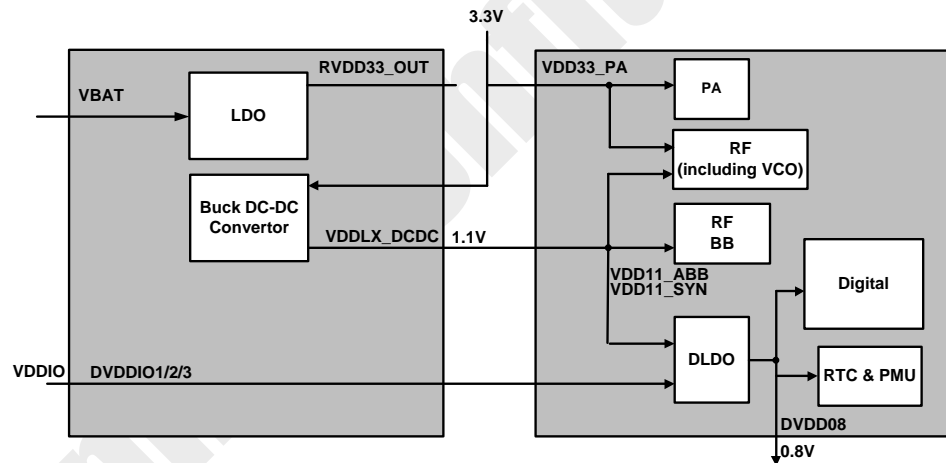 3.3V
RVDD33_OUT
VDD33_PA
VBAT
LDO
PA
RF
(including VCO)
Buck DC-DC
Convertor
VDDLX_DCDC
1.1V
RF
BB
VDD11_ABB
VDD11_SYN
Digital
DLDO
VDDIO
DVDDIO1/2/3
RTC & PMU
DVDD08
0.8V